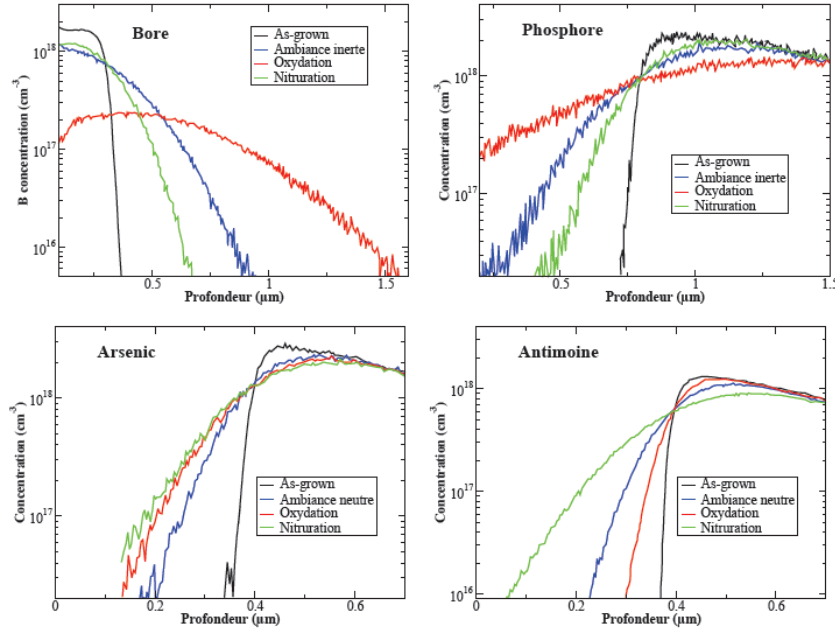 Bore
As-grown
Ambiance inerte
Oxydation
Nitruration
B concentration (cm⁻³)
10¹⁸
10¹⁷
10¹⁶
0.5
1
1.5
Profondeur (µm)
Phosphore
As-grown
Ambiance inerte
Oxydation
Nitruration
Concentration (cm⁻³)
10¹⁸
10¹⁷
0.5
1
1.5
Profondeur (µm)
Arsenic
As-grown
Ambiance neutre
Oxydation
Nitruration
Concentration (cm⁻³)
10¹⁸
10¹⁷
0
0.2
0.4
0.6
Profondeur (µm)
Antimoine
As-grown
Ambiance neutre
Oxydation
Nitruration
Concentration (cm⁻³)
10¹⁸
10¹⁷
10¹⁶
0
0.2
0.4
0.6
Profondeur (µm)